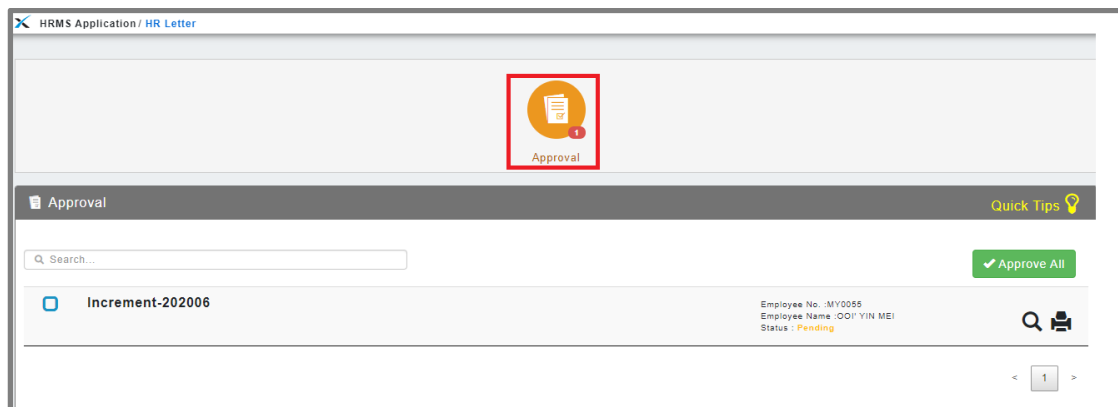 HRMS Application / HR Letter
1
Approval
Approval
Quick Tips
Search...
Approve All
Increment-202006
Employee No. :MY0055
Employee Name :OOI' YIN MEI
Status : Pending
< 1 >